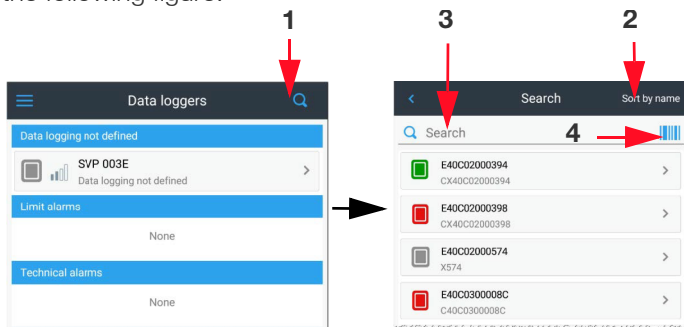 the following figure.
1
3
2
Data loggers
Data logging not defined
SVP 003E
Data logging not defined
Limit alarms
None
Technical alarms
None
Search
Sort by name
Search
4
E40C02000394
CX40C02000394
E40C02000398
CX40C02000398
E40C02000574
X574
E40C0300008C
C40C0300008C